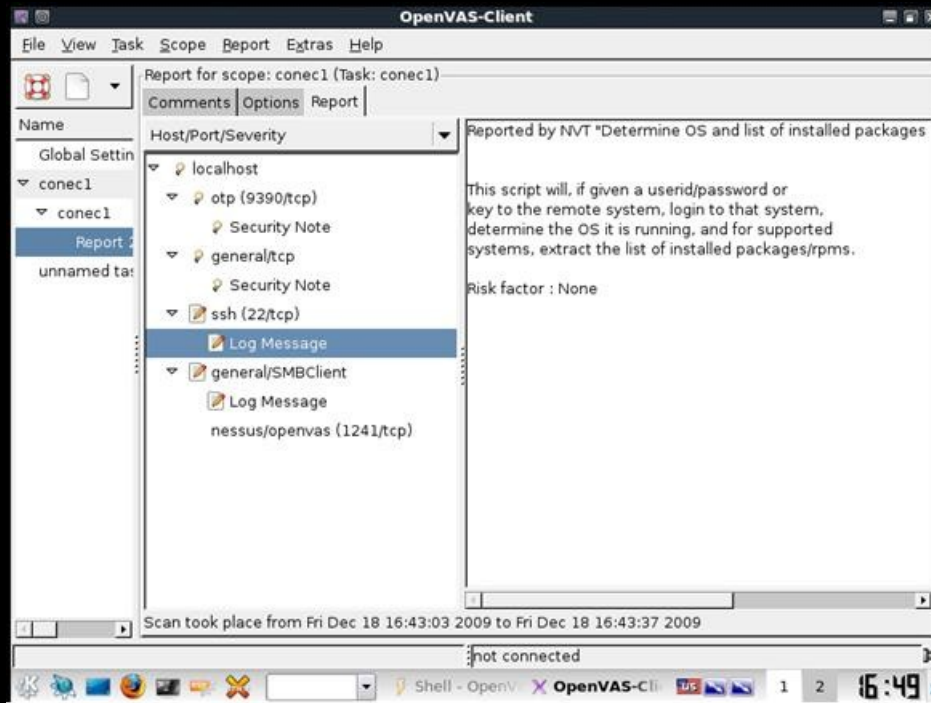 OpenVAS-Client
File View Task Scope Report Extras Help
Report for scope: conec1 (Task: conec1)
Comments Options Report
Name
Global Settin
conec1
conec1
Report
unnamed ta
Host/Port/Severity
localhost
otp (9390/tcp)
Security Note
general/tcp
Security Note
ssh (22/tcp)
Log Message
general/SMBClient
Log Message
nessus/openvas (1241/tcp)
Reported by NVT "Determine OS and list of installed packages
This script will, if given a userid/password or
key to the remote system, login to that system,
determine the OS it is running, and for supported
systems, extract the list of installed packages/rpms.
Risk factor : None
Scan took place from Fri Dec 18 16:43:03 2009 to Fri Dec 18 16:43:37 2009
not connected
Shell - OpenV OpenVAS-Cli US 1 2 16:49